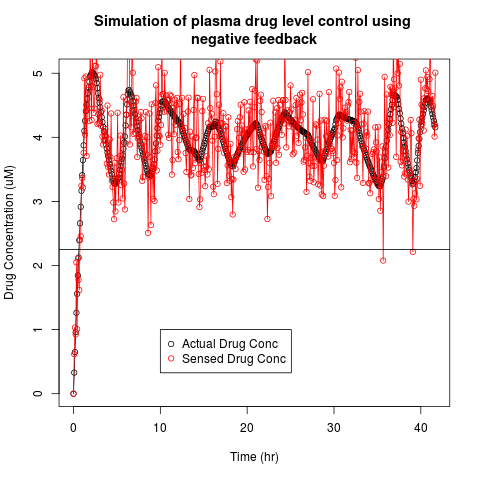 Simulation of plasma drug level control using
negative feedback
Drug Concentration (uM)
5
4
3
2
1
0
Actual Drug Conc
Sensed Drug Conc
0 10 20 30 40
Time (hr)